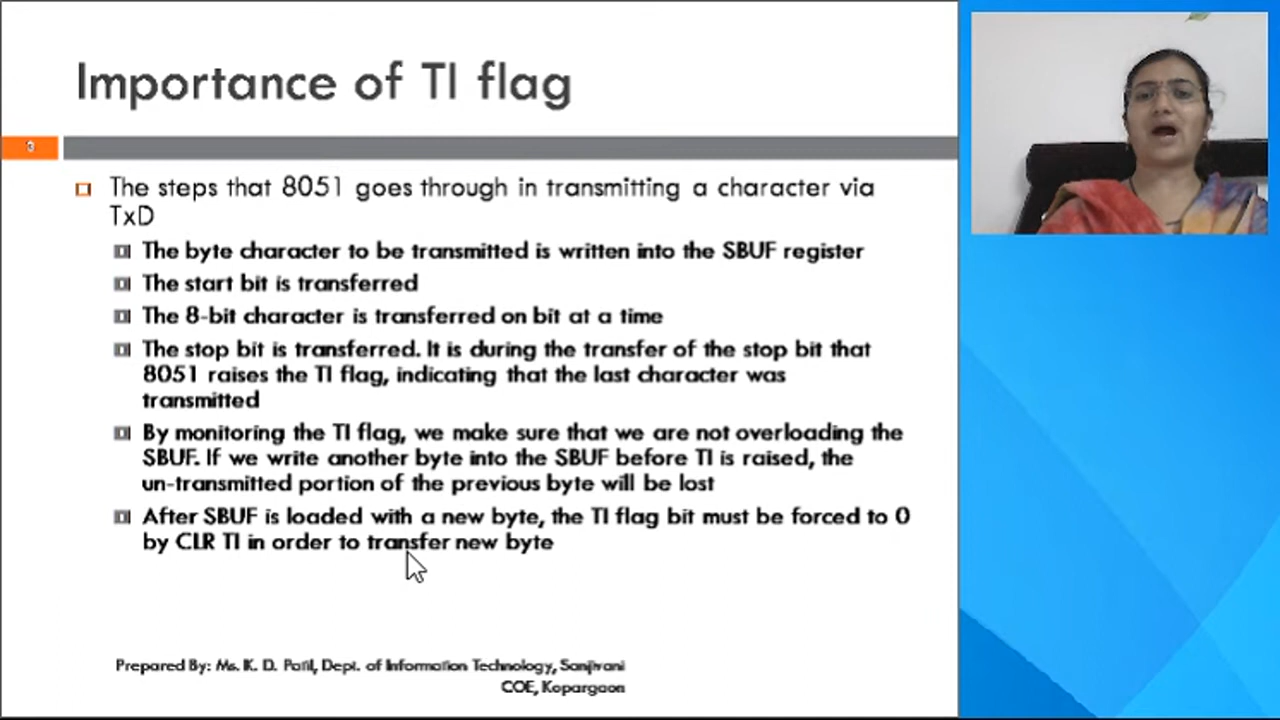 Importance of TI flag
3
The steps that 8051 goes through in transmitting a character via
TxD
The byte character to be transmitted is written into the SBUF register
The start bit is transferred
The 8-bit character is transferred on bit at a time
The stop bit is transferred. It is during the transfer of the stop bit that
8051 raises the TI flag, indicating that the last character was
transmitted
By monitoring the TI flag, we make sure that we are not overloading the
SBUF. If we write another byte into the SBUF before TI is raised, the
un-transmitted portion of the previous byte will be lost
After SBUF is loaded with a new byte, the TI flag bit must be forced to 0
by CLR TI in order to transfer new byte
Prepared By: Ms. K. D. Patil, Dept. of Information Technology, Sanjivani
COE, Kopargaon